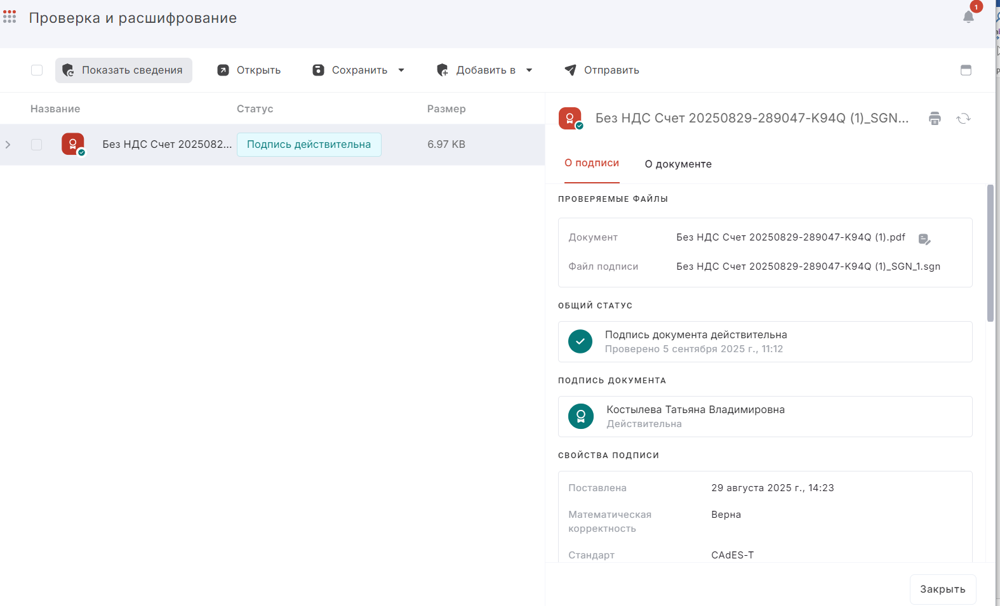 Проверка и расшифрование
1
Показать сведения
Открыть
Сохранить
Добавить в
Отправить
Название
Статус
Размер
Без НДС Счет 2025082...
Подпись действительна
6.97 KB
Без НДС Счет 20250829-289047-K94Q (1)_SGN...
О подписи
О документе
ПРОВЕРЯЕМЫЕ ФАЙЛЫ
Документ
Без НДС Счет 20250829-289047-K94Q (1).pdf
Файл подписи
Без НДС Счет 20250829-289047-K94Q (1)_SGN_1.sgn
ОБЩИЙ СТАТУС
Подпись документа действительна
Проверено 5 сентября 2025 г., 11:12
ПОДПИСЬ ДОКУМЕНТА
Костылева Татьяна Владимировна
Действительна
СВОЙСТВА ПОДПИСИ
Поставлена
29 августа 2025 г., 14:23
Математическая
корректность
Верна
Стандарт
CAdES-T
Закрыть